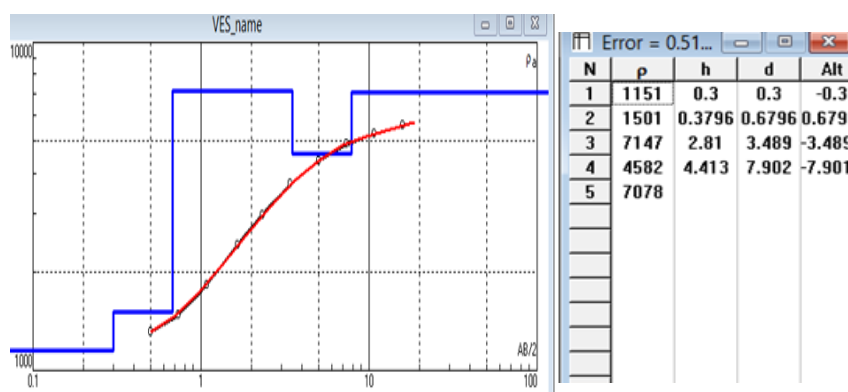 VES_name
10000
ρa
1000
AB/2
0.1 1 10 100
Error = 0.51...
N ρ h d Alt
1 1151 0.3 0.3 -0.3
2 1501 0.3796 0.6796 0.679
3 7147 2.81 3.489 -3.489
4 4582 4.413 7.902 -7.901
5 7078